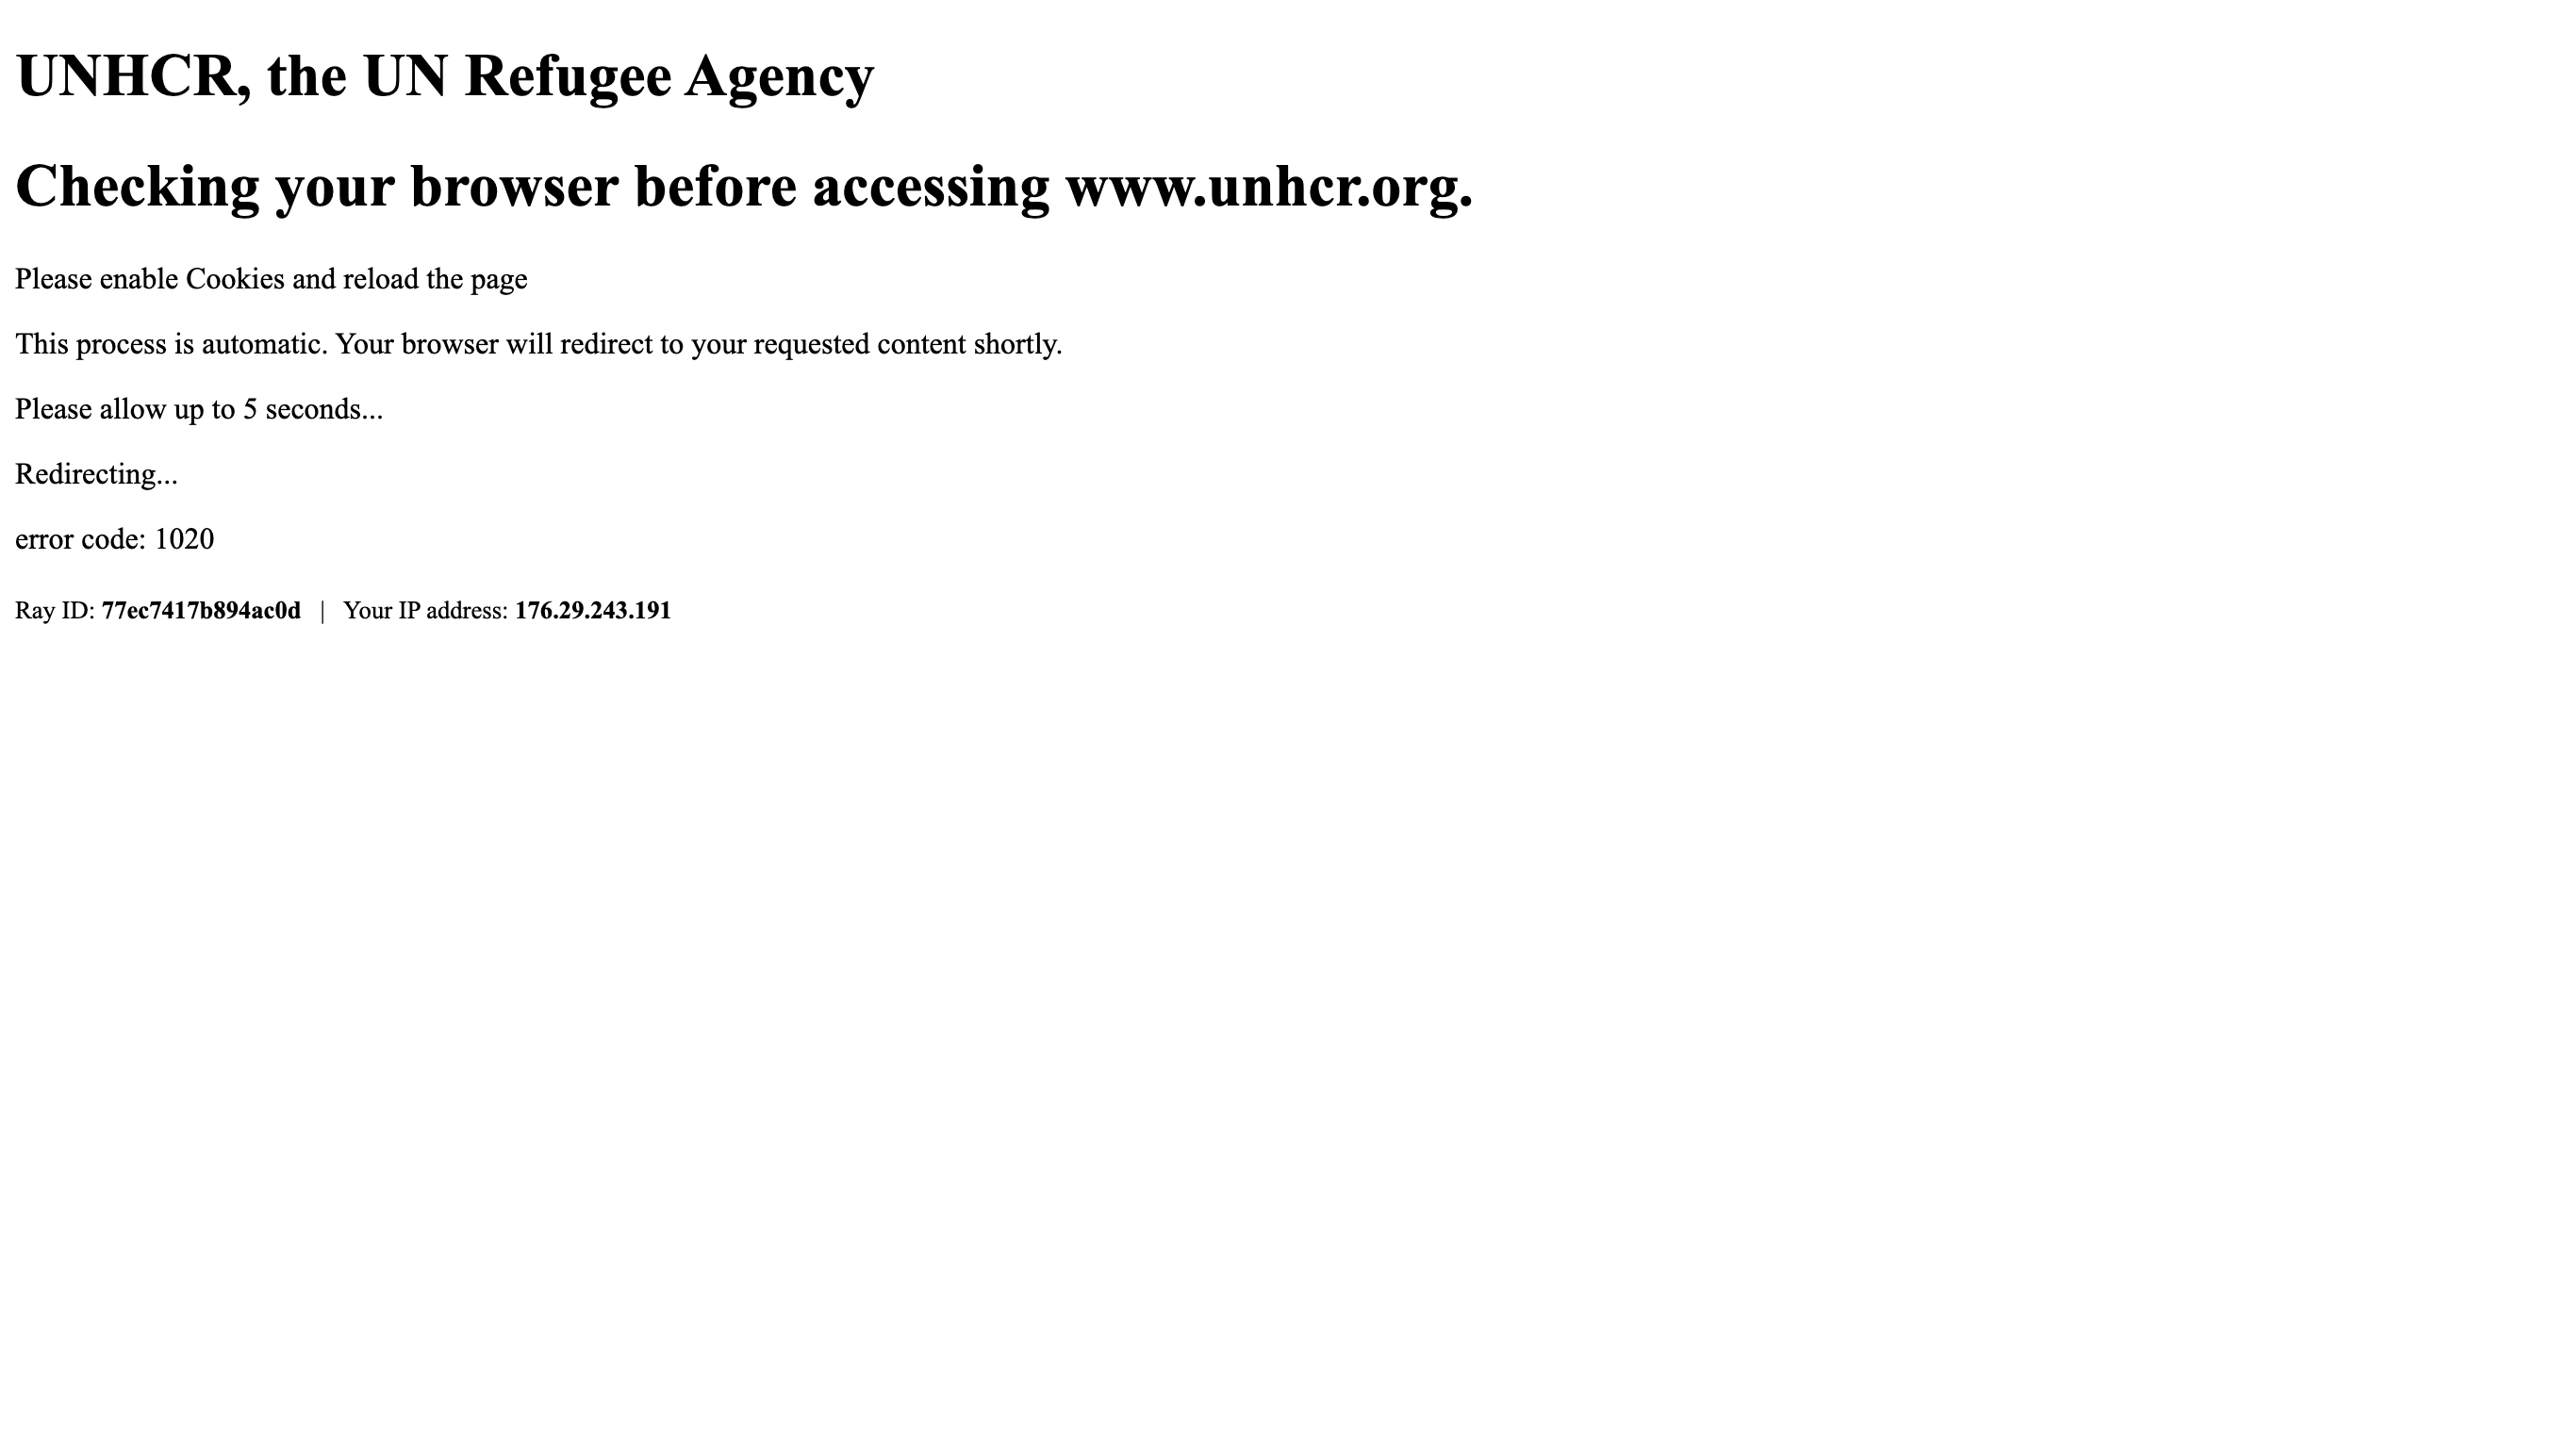 UNHCR, the UN Refugee Agency
Checking your browser before accessing www.unhcr.org.
Please enable Cookies and reload the page
This process is automatic. Your browser will redirect to your requested content shortly.
Please allow up to 5 seconds...
Redirecting...
error code: 1020
Ray ID: 77ec7417b894ac0d | Your IP address: 176.29.243.191